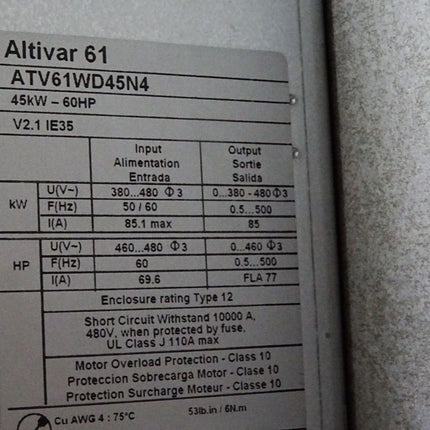 Altivar 61
ATV61WD45N4
45kW – 60HP
V2.1 IE35
Input Output
Alimentation Sortie
Entrada Salida
kW U(V~) 380...480 Φ3 0...380 - 480Φ3
F(Hz) 50 / 60 0.5...500
I(A) 85.1 max 85
HP U(V~) 460...480 Φ3 0...460 Φ3
F(Hz) 60 0.5...500
I(A) 69.6 FLA 77
Enclosure rating Type 12
Short Circuit Withstand 10000 A,
480V, when protected by fuse,
UL Class J 110A max
Motor Overload Protection - Class 10
Proteccion Sobrecarga Motor - Clase 10
Protection Surcharge Moteur - Classe 10
Cu AWG 4 : 75°C 53lb.in / 6N.m